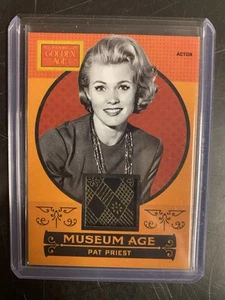 GOLDEN
AGE
ACTOR
MUSEUM AGE
PAT PRIEST